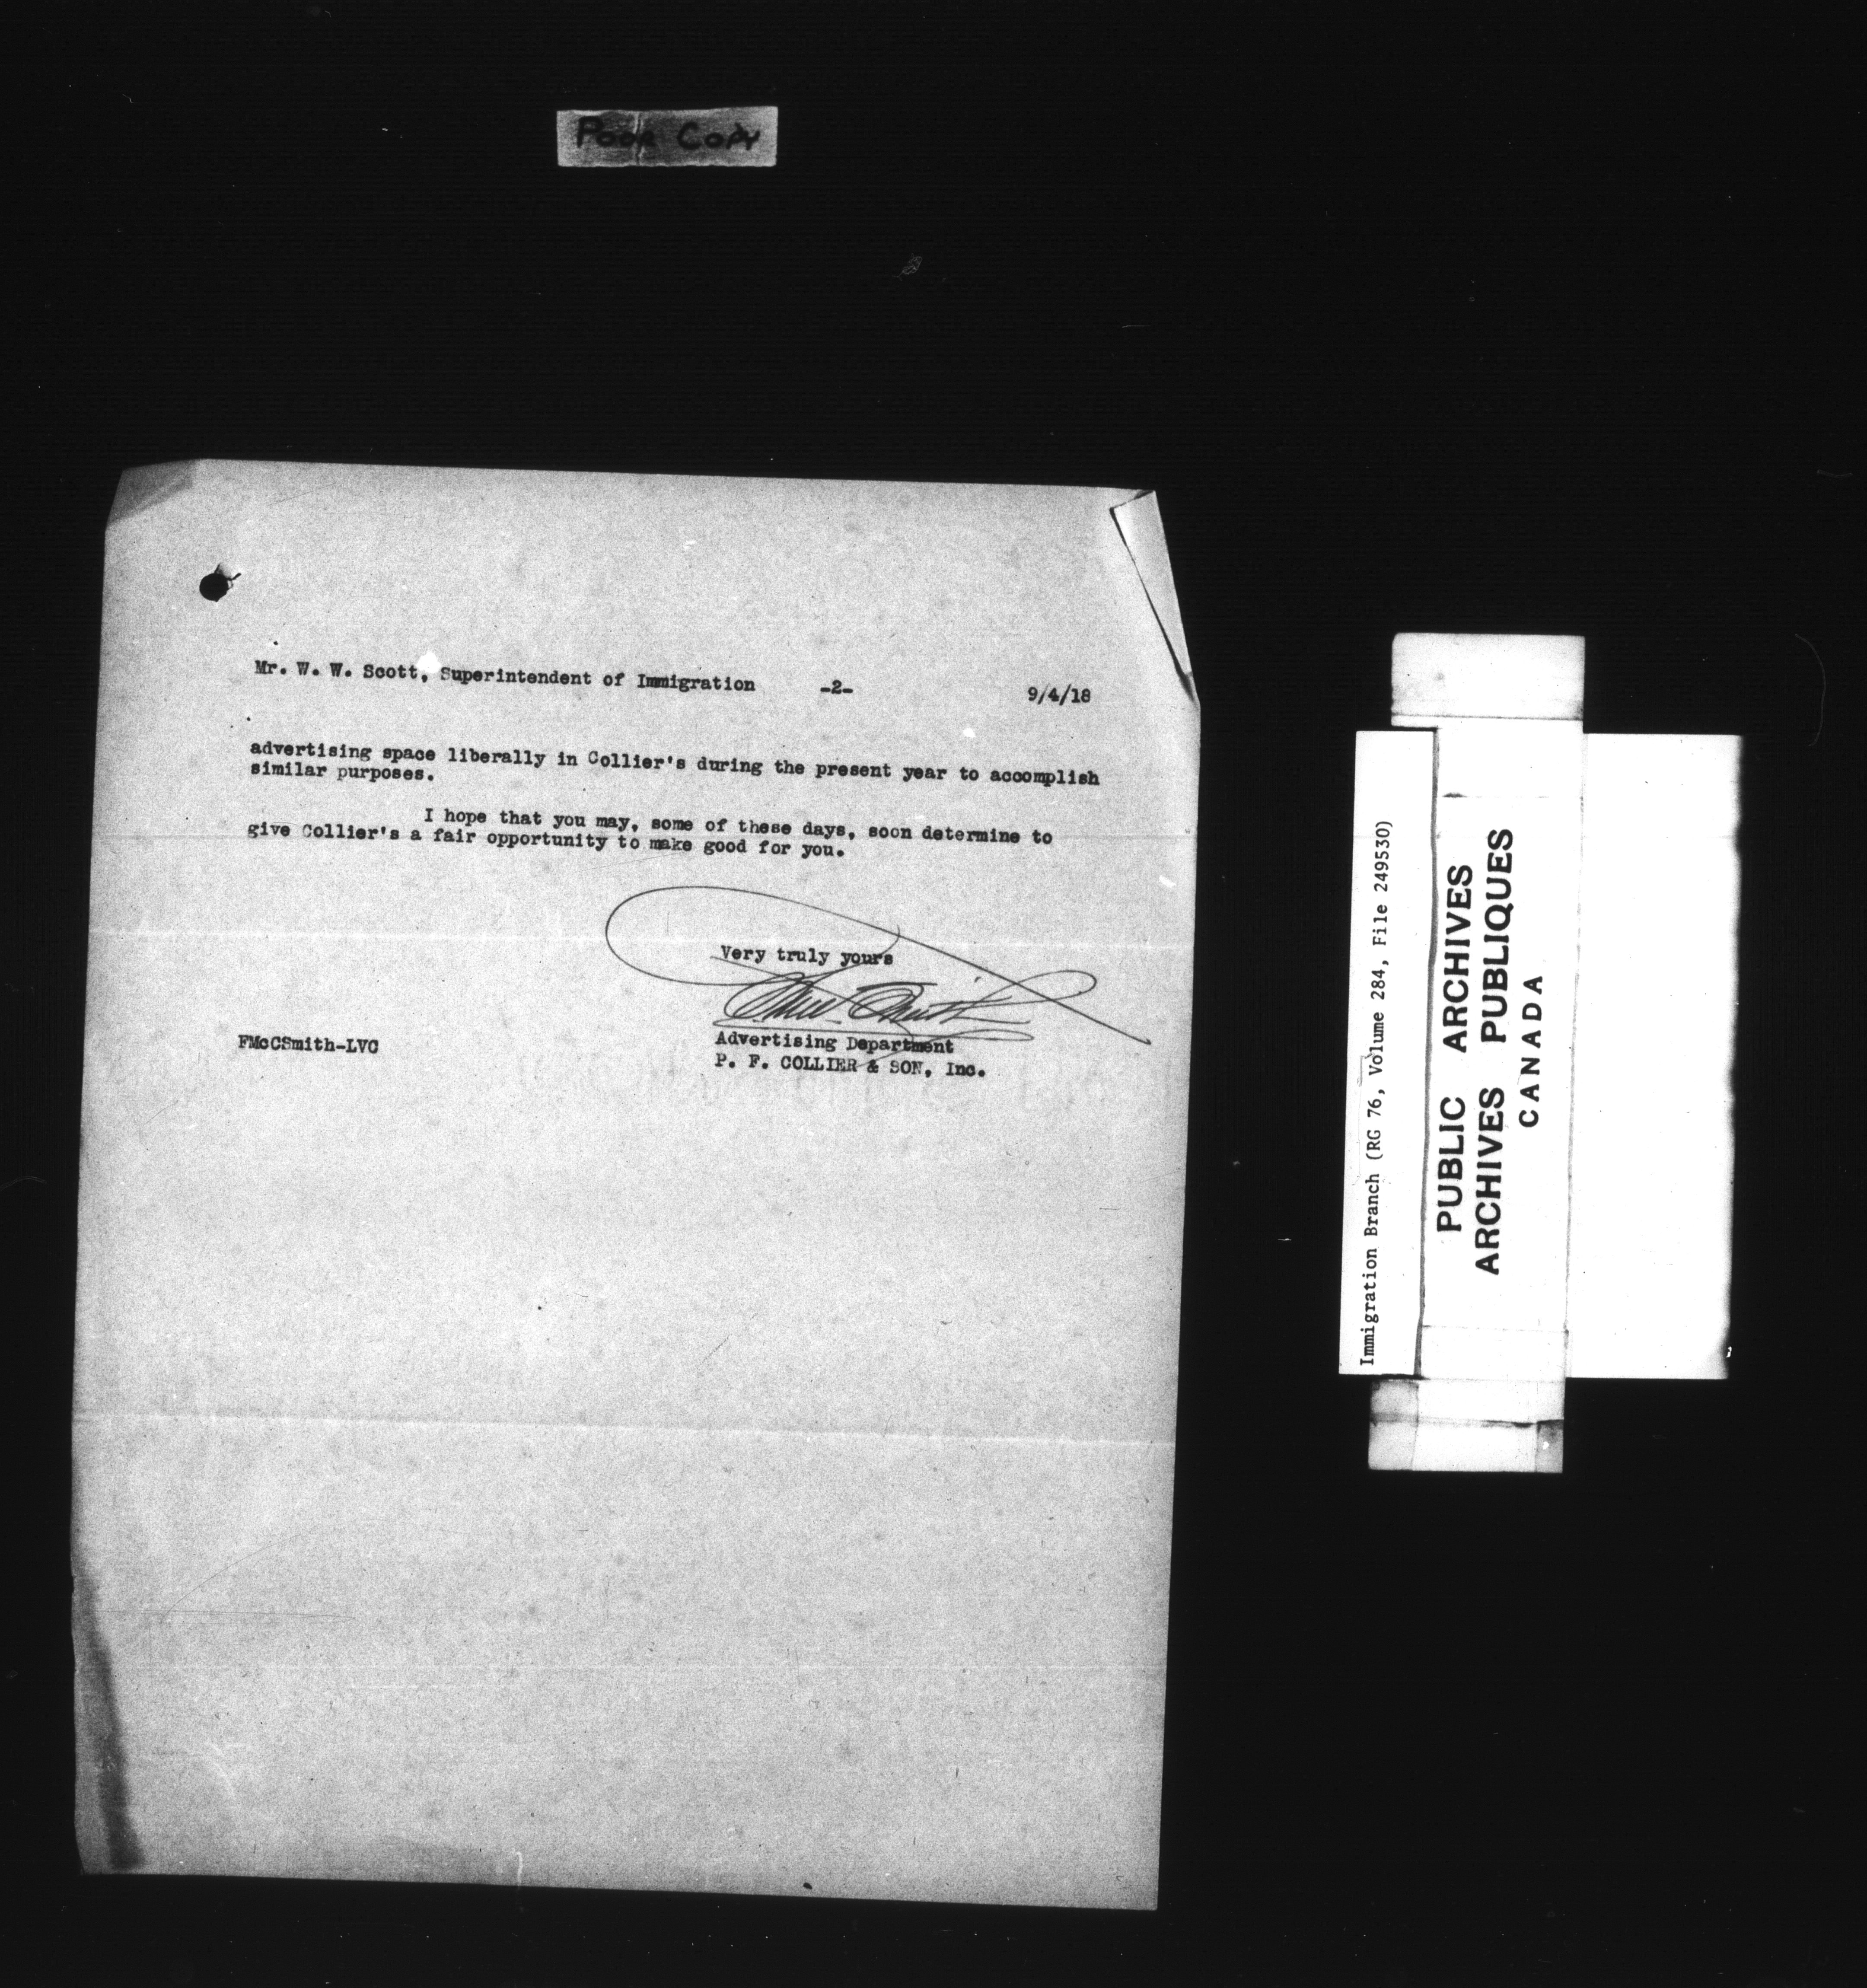 Poor Copy
Mr. W. W. Scott, Superintendent of Immigration -2- 9/4/18
advertising space liberally in Collier's during the present year to accomplish
similar purposes.
I hope that you may, some of these days, soon determine to
give Collier's a fair opportunity to make good for you.
Very truly yours
FMcCSmith-LVC
Advertising Department
P. F. COLLIER & SON, Inc.
Immigration Branch (RG 76, Volume 284, File 249530)
PUBLIC ARCHIVES
ARCHIVES PUBLIQUES
CANADA